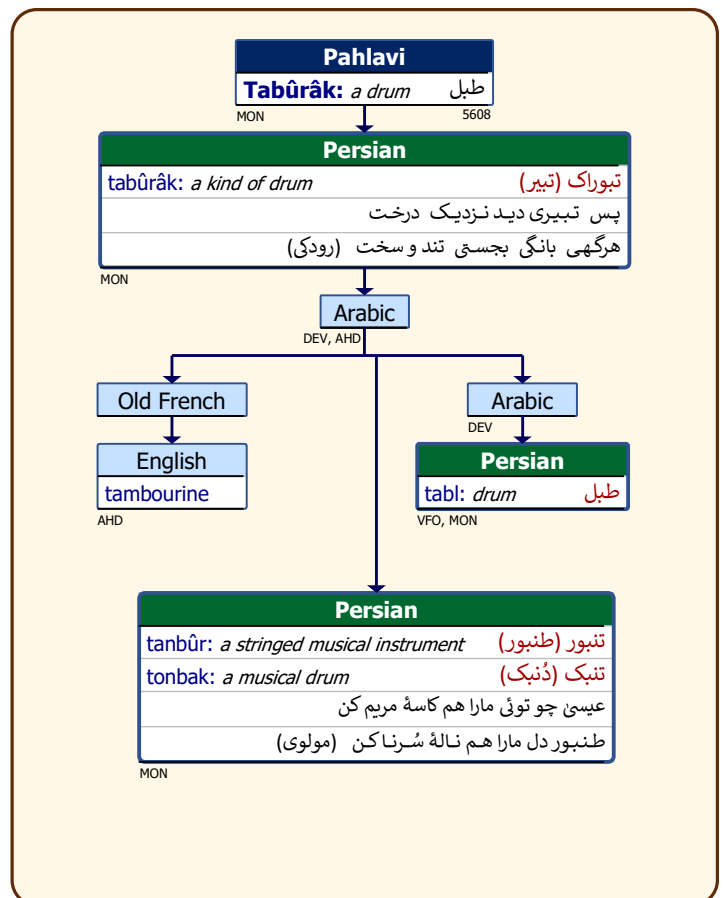 Pahlavi
Tabûrâk: a drum طبل
MON 5608
Persian
tabûrâk: a kind of drum تبوراک (تبیر)
پس تبیری دید نزدیک درخت
هرگهی بانگی بجستی تند و سخت (رودکی)
MON
Arabic
DEV, AHD
Old French
Arabic
DEV
English
tambourine
AHD
Persian
tabl: drum طبل
VFO, MON
Persian
tanbûr: a stringed musical instrument تنبور (طنبور)
tonbak: a musical drum تنبک (دُنبک)
عیسیٰ چو توئی مارا هم کاسهٔ مریم کن
طنبور دل مارا هم نالهٔ سُرنا کن (مولوی)
MON